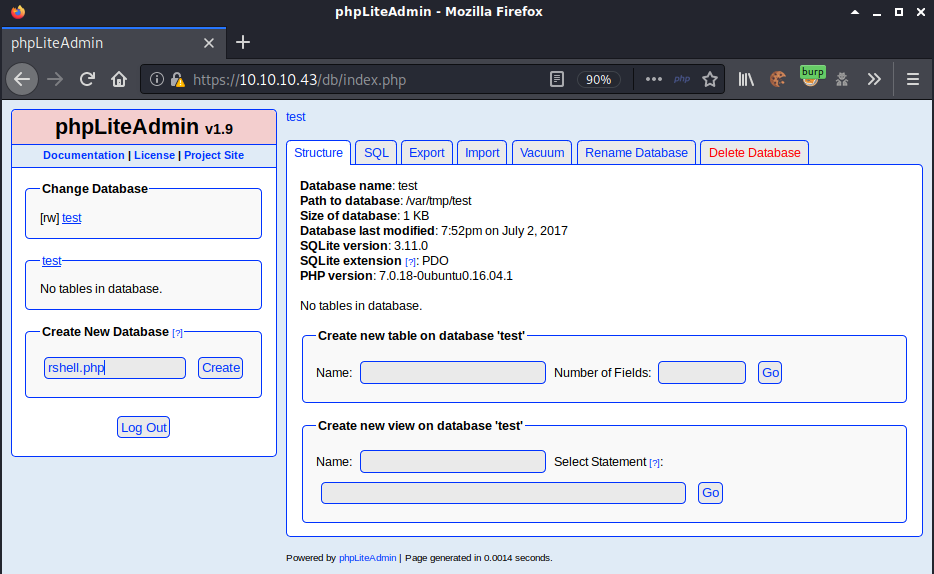 phpLiteAdmin - Mozilla Firefox
phpLiteAdmin
https://10.10.10.43/db/index.php
90%
php
burp
phpLiteAdmin v1.9
Documentation | License | Project Site
Change Database
[rw] test
test
No tables in database.
Create New Database [?]
rshell.php
Create
Log Out
test
Structure
SQL
Export
Import
Vacuum
Rename Database
Delete Database
Database name: test
Path to database: /var/tmp/test
Size of database: 1 KB
Database last modified: 7:52pm on July 2, 2017
SQLite version: 3.11.0
SQLite extension [?]: PDO
PHP version: 7.0.18-0ubuntu0.16.04.1
No tables in database.
Create new table on database 'test'
Name:
Number of Fields:
Go
Create new view on database 'test'
Name:
Select Statement [?]:
Go
Powered by phpLiteAdmin | Page generated in 0.0014 seconds.